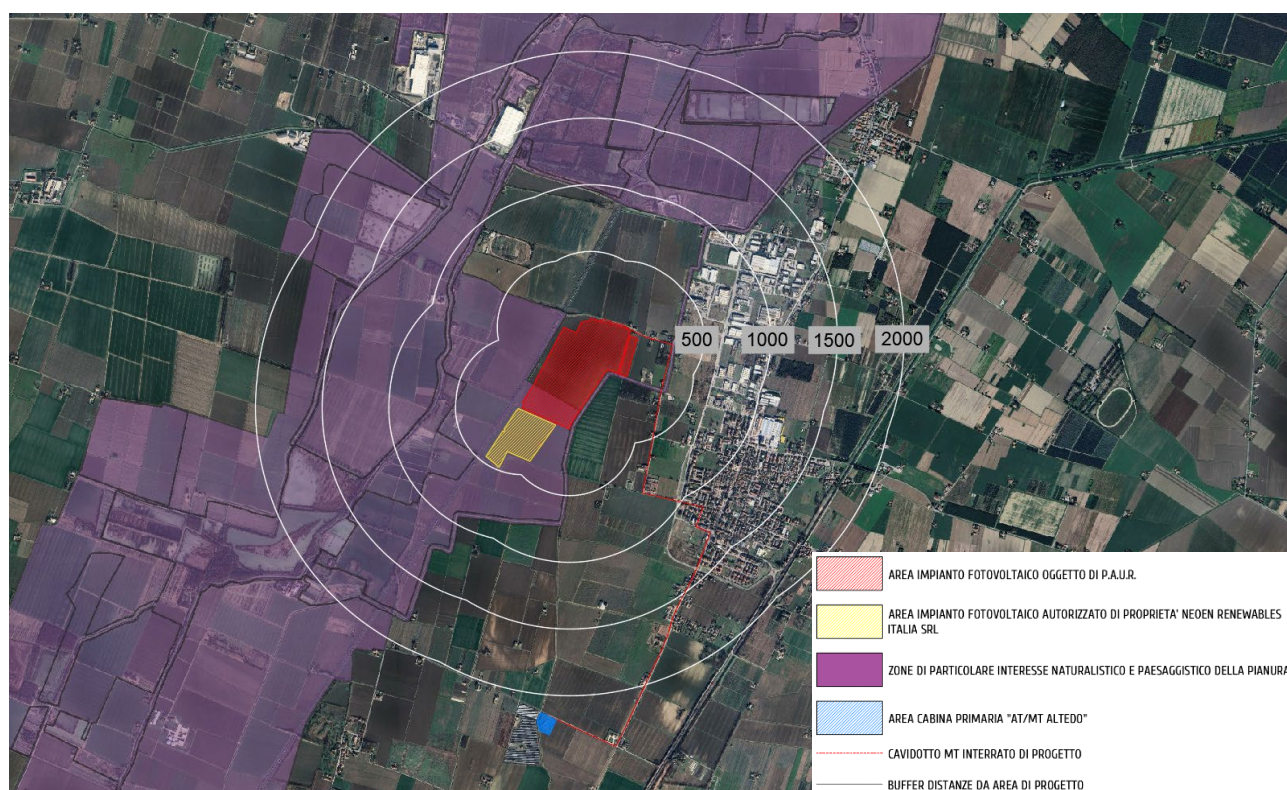 500
1000
1500
2000
AREA IMPIANTO FOTOVOLTAICO OGGETTO DI P.A.U.R.
AREA IMPIANTO FOTOVOLTAICO AUTORIZZATO DI PROPRIETA' NEOEN RENEWABLES
ITALIA SRL
ZONE DI PARTICOLARE INTERESSE NATURALISTICO E PAESAGGISTICO DELLA PIANURA
AREA CABINA PRIMARIA "AT/MT ALTEDO"
CAVIDOTTO MT INTERRATO DI PROGETTO
BUFFER DISTANZE DA AREA DI PROGETTO